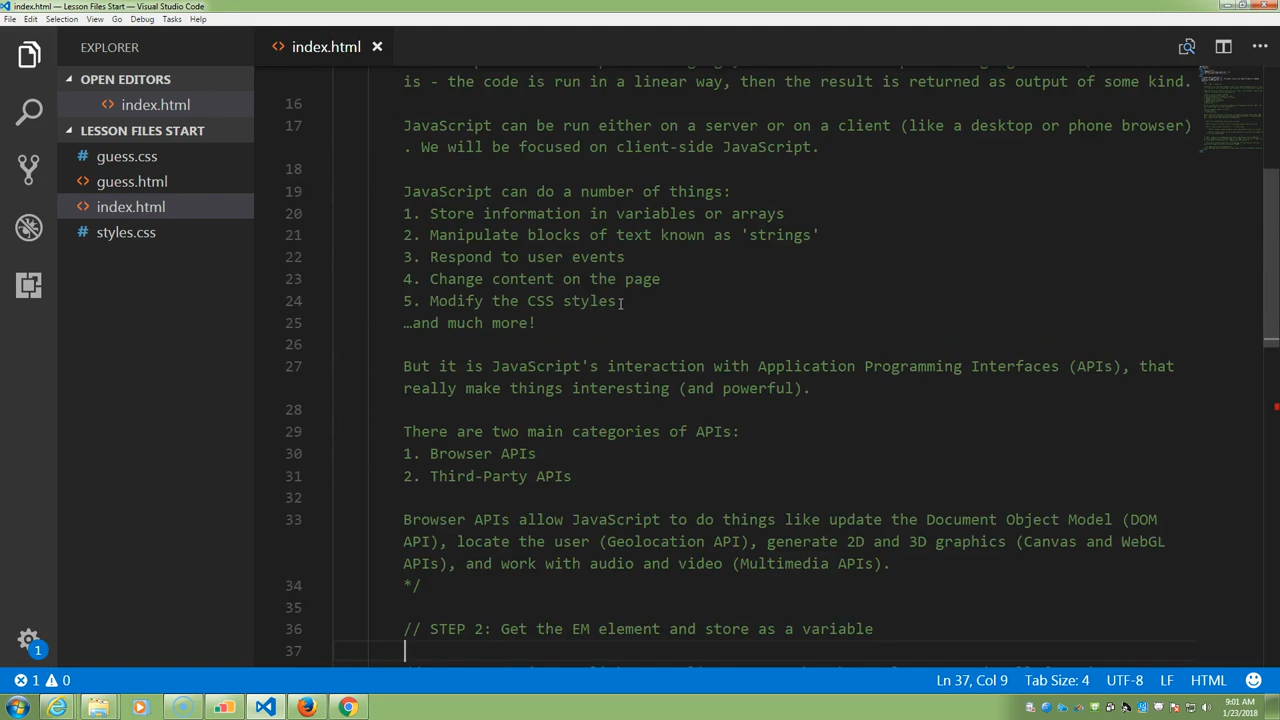 index.html — Lesson Files Start — Visual Studio Code
File Edit Selection View Go Debug Tasks Help
EXPLORER
OPEN EDITORS
index.html
LESSON FILES START
guess.css
guess.html
index.html
styles.css
index.html
is - the code is run in a linear way, then the result is returned as output of some kind.
16
17 Javascript can be run either on a server or in a client (like a desktop or phone browser)
. We will be focused on client-side JavaScript.
18
19 JavaScript can do a number of things:
20 1. Store information in variables or arrays
21 2. Manipulate blocks of text known as 'strings'
22 3. Respond to user events
23 4. Change content on the page
24 5. Modify the CSS styles
25 …and much more!
26
27 But it is JavaScript's interaction with Application Programming Interfaces (APIs), that
really make things interesting (and powerful).
28
29 There are two main categories of APIs:
30 1. Browser APIs
31 2. Third-Party APIs
32
33 Browser APIs allow JavaScript to do things like update the Document Object Model (DOM
API), locate the user (Geolocation API), generate 2D and 3D graphics (Canvas and WebGL
APIs), and work with audio and video (Multimedia APIs).
34 */
35
36 // STEP 2: Get the EM element and store as a variable
37
1
1 0
Ln 37, Col 9 Tab Size: 4 UTF-8 LF HTML
9:01 AM
1/23/2018